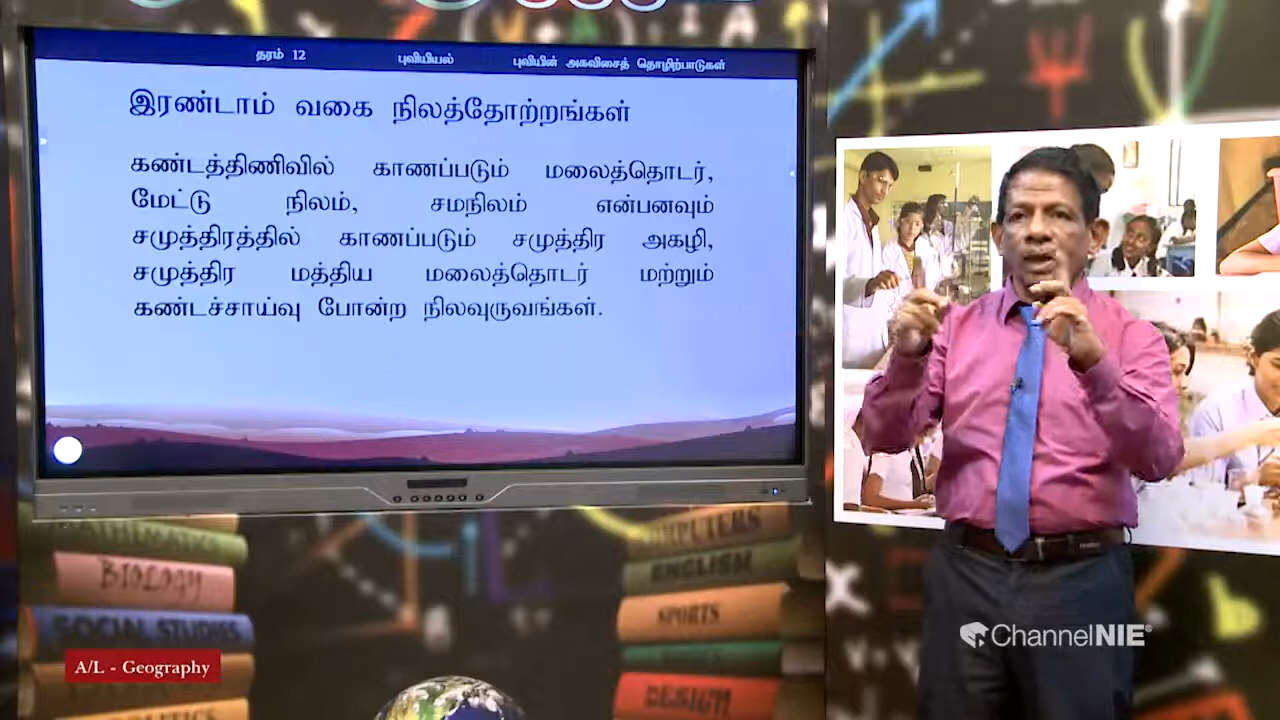 தரம் 12 புவியியல் புவியின் அகவிசைத் தொழிற்பாடுகள்
இரண்டாம் வகை நிலத்தோற்றங்கள்
கண்டத்திணிவில் காணப்படும் மலைத்தொடர்,
மேட்டு நிலம், சமநிலம் என்பனவும்
சமுத்திரத்தில் காணப்படும் சமுத்திர அகழி,
சமுத்திர மத்திய மலைத்தொடர் மற்றும்
கண்டச்சாய்வு போன்ற நிலவுருவங்கள்.
MATHEMATICS
BIOLOGY
SOCIAL STUDIES
POLITICS
COMPUTERS
ENGLISH
SPORTS
DESIGN
A/L - Geography
ChannelNIE®